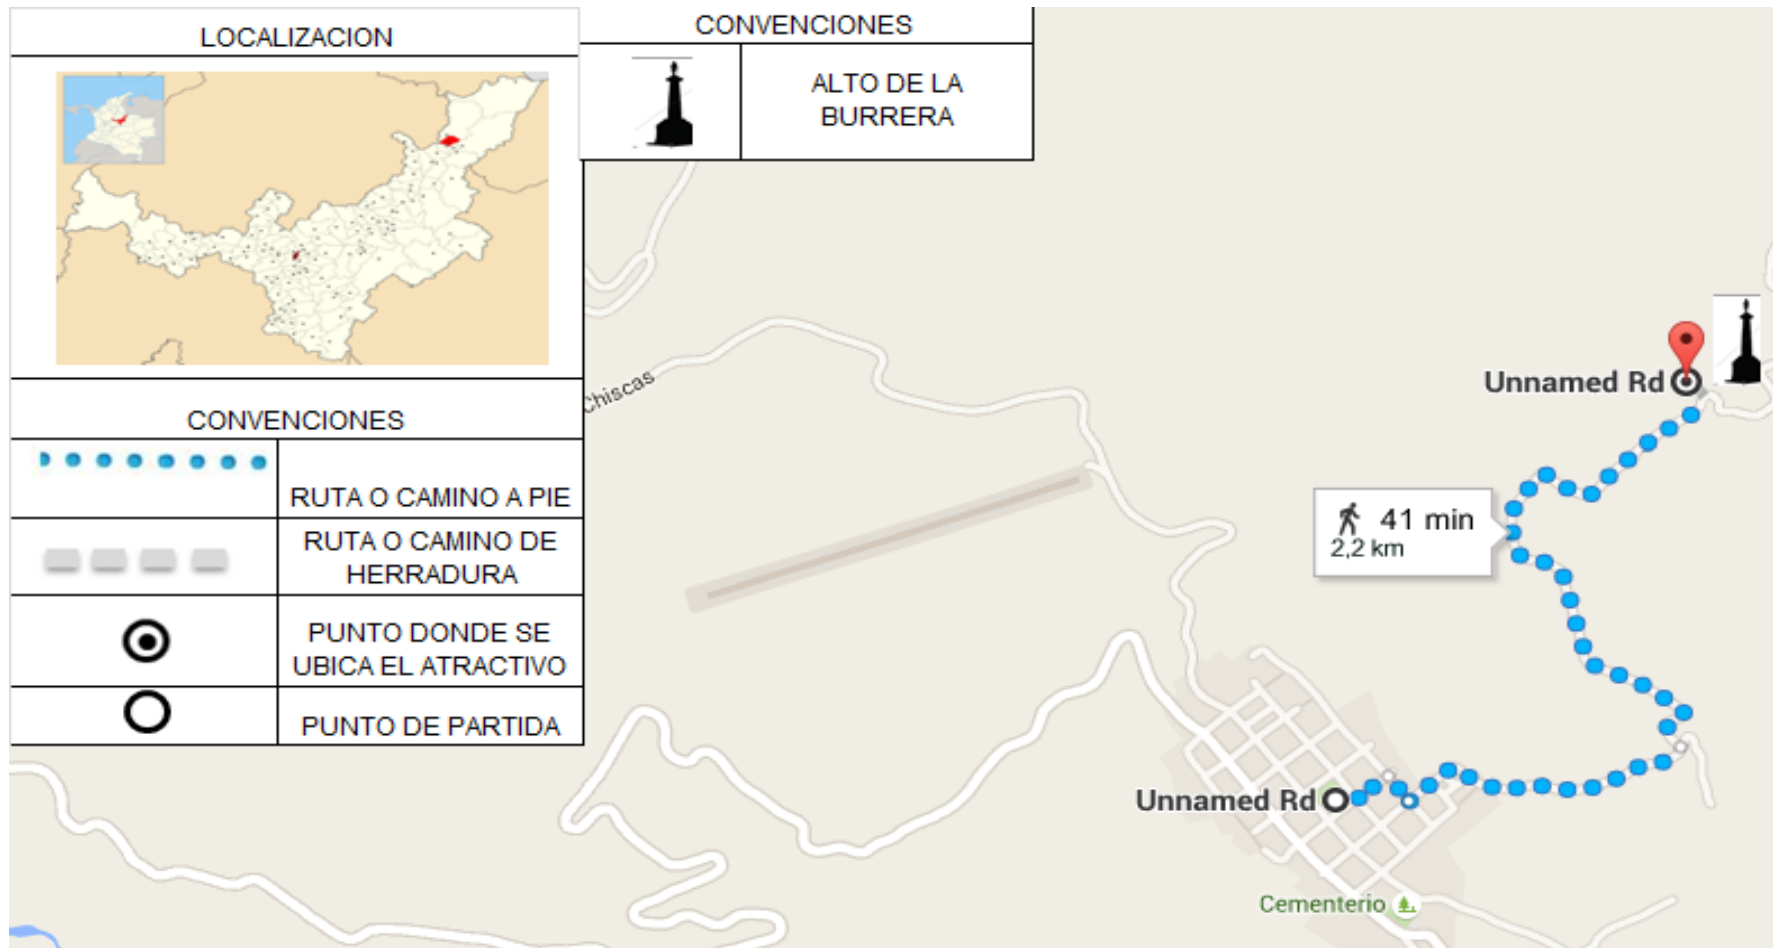 LOCALIZACION
CONVENCIONES
ALTO DE LA
BURRERA
CONVENCIONES
RUTA O CAMINO A PIE
RUTA O CAMINO DE
HERRADURA
PUNTO DONDE SE
UBICA EL ATRACTIVO
PUNTO DE PARTIDA
Chiscas
Unnamed Rd
41 min
2,2 km
Unnamed Rd
Cementerio